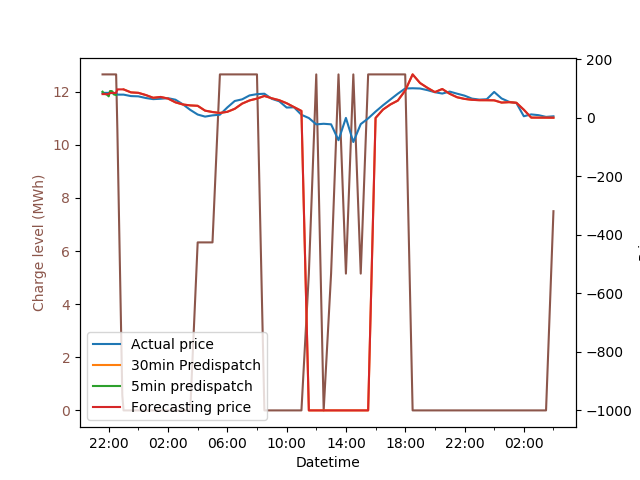 12
10
8
6
4
2
0
Charge level (MWh)
200
0
−200
−400
−600
−800
−1000
Actual price
30min Predispatch
5min predispatch
Forecasting price
22:00 02:00 06:00 10:00 14:00 18:00 22:00 02:00
Datetime